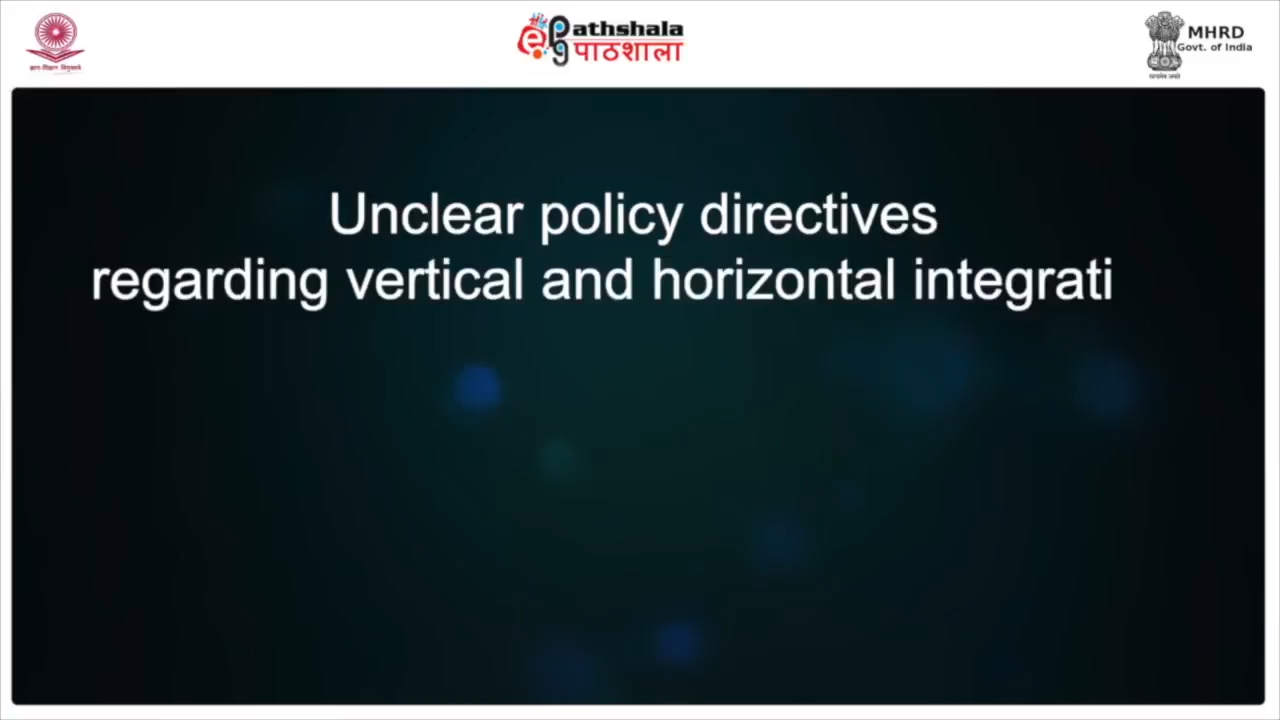 athshala
पाठशाला
MHRD
Govt. of India
Unclear policy directives
regarding vertical and horizontal integrati